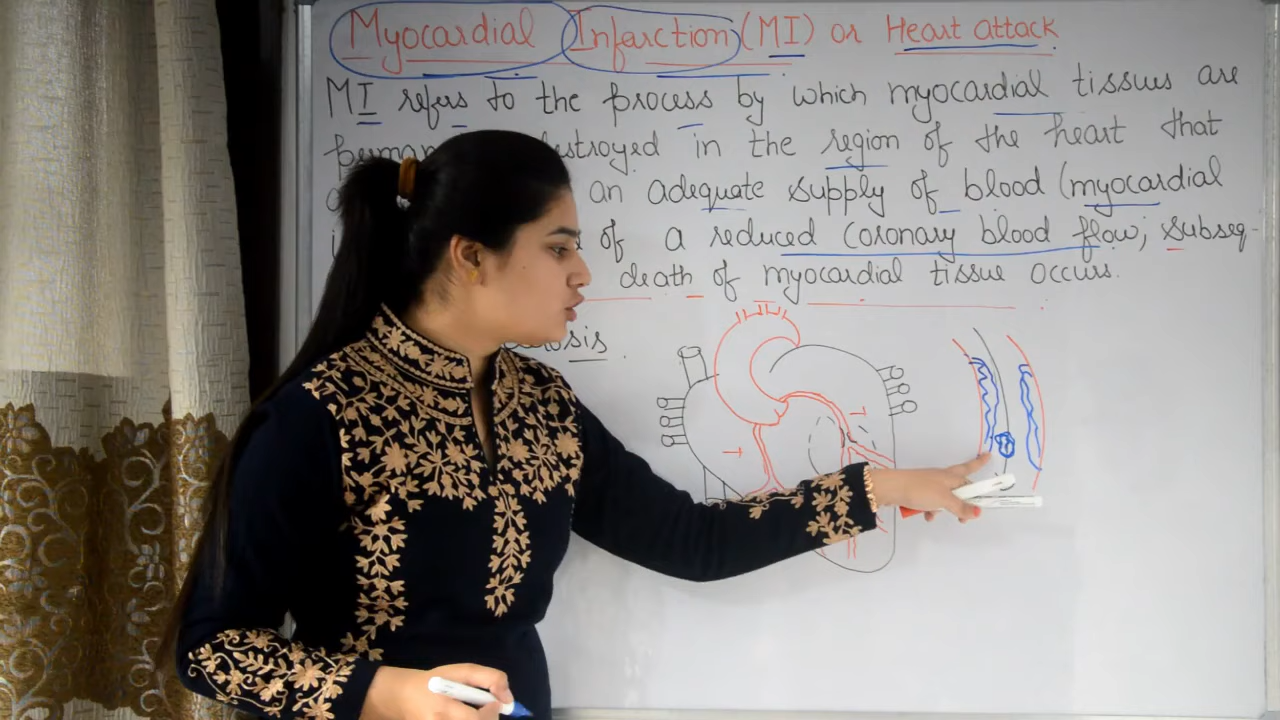 Myocardial Infarction (MI) or Heart attack
MI refers to the process by which myocardial tissues are
destroyed in the region of the heart that
an adequate supply of blood (myocardial
of a reduced coronary blood flow; subseq-
death of myocardial tissue occurs.